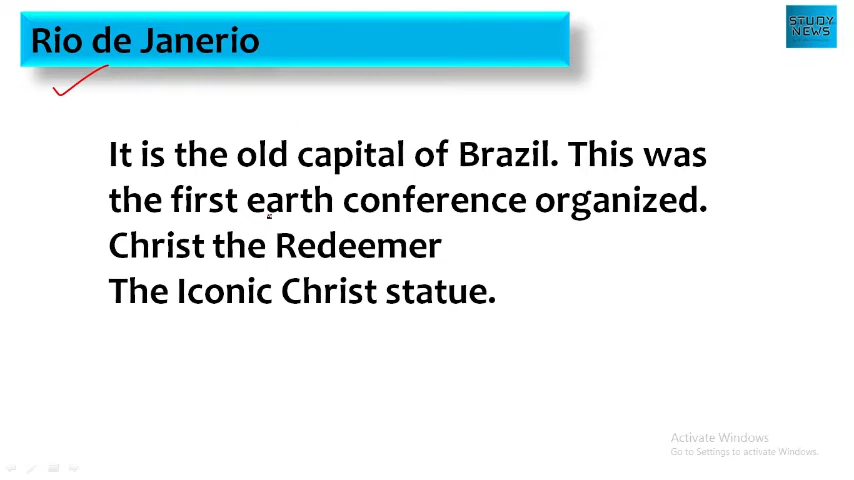 Rio de Janerio
STUDY
NEWS
It is the old capital of Brazil. This was
the first earth conference organized.
Christ the Redeemer
The Iconic Christ statue.
Activate Windows
Go to Settings to activate Windows.